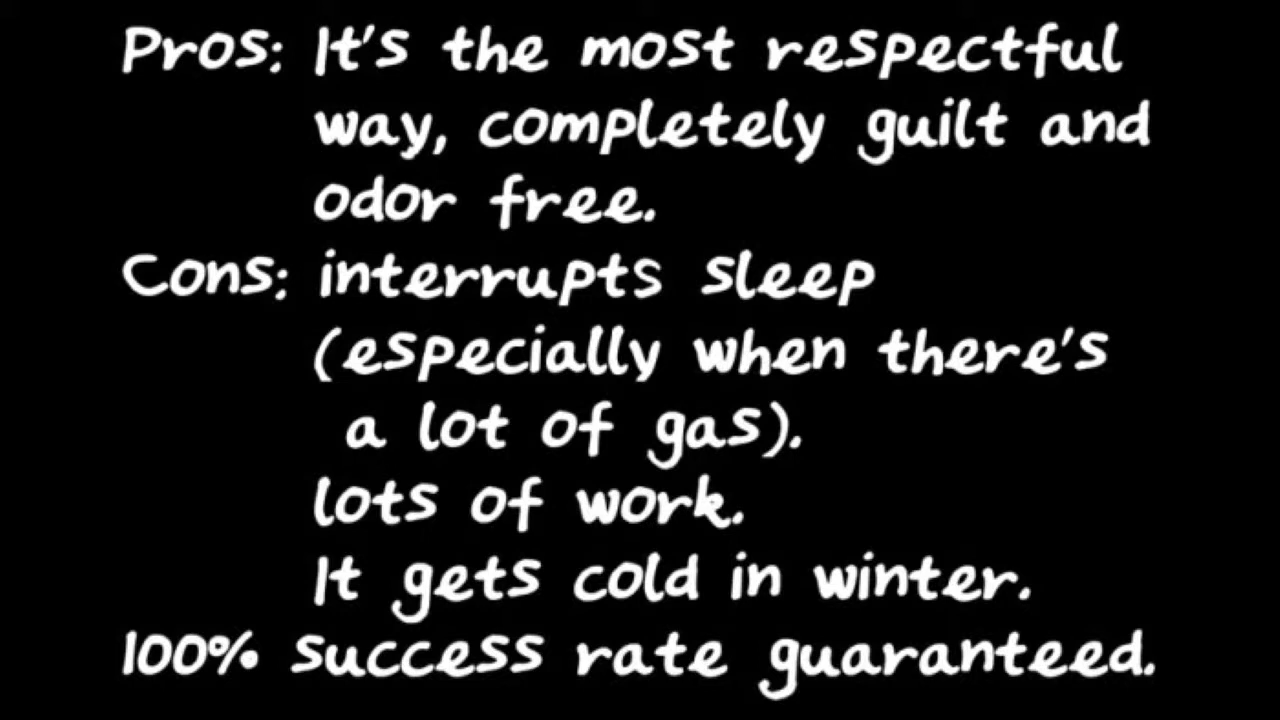 Pros: It's the most respectful
way, completely guilt and
odor free.
Cons: interrupts sleep
(especially when there's
a lot of gas).
lots of work.
It gets cold in winter.
100% success rate guaranteed.